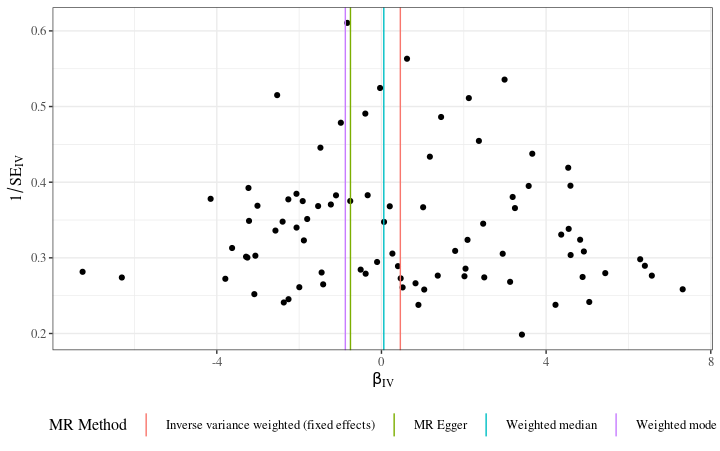 0.6
0.5
0.4
0.3
0.2
1/SE_IV
-4
0
4
8
β_IV
MR Method
Inverse variance weighted (fixed effects)
MR Egger
Weighted median
Weighted mode